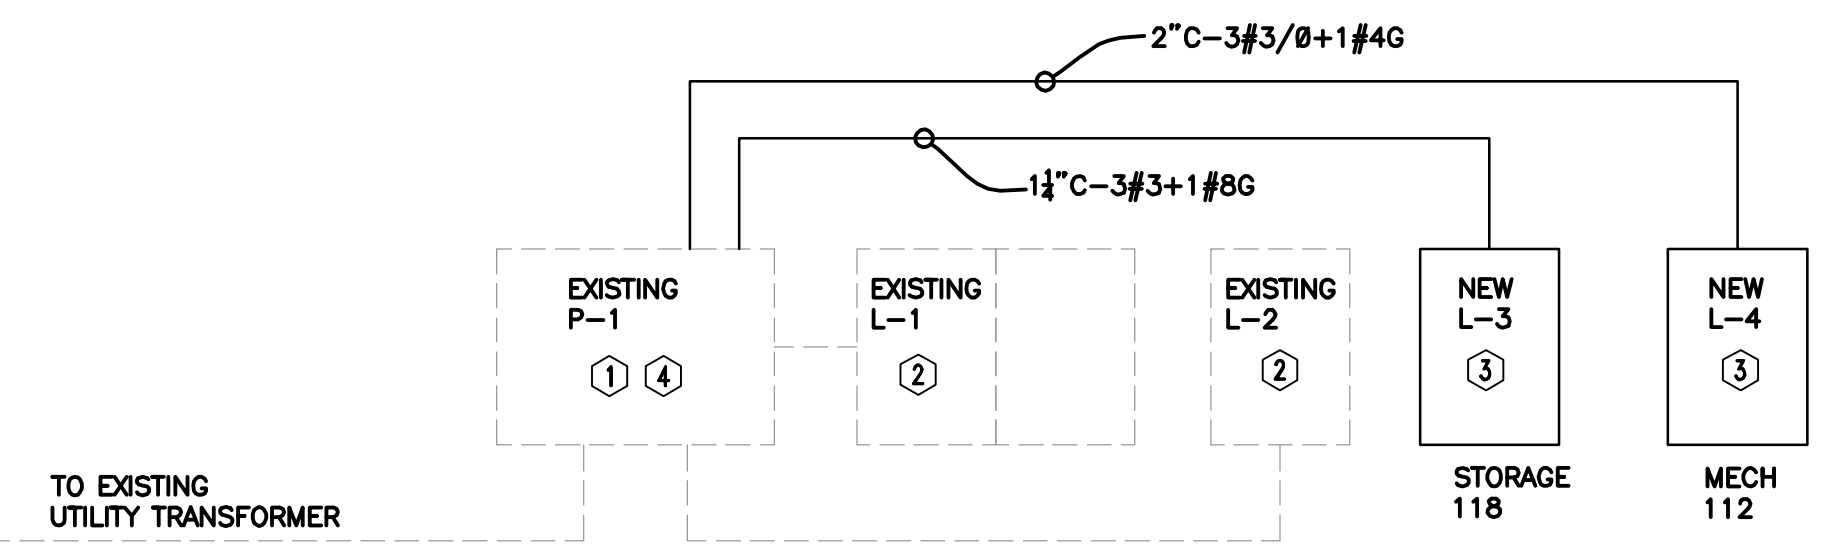 2"C-3#3/Ø+1#4G
1¼"C-3#3+1#8G
EXISTING
P-1
1 4
EXISTING
L-1
2
EXISTING
L-2
2
NEW
L-3
3
NEW
L-4
3
TO EXISTING
UTILITY TRANSFORMER
STORAGE
118
MECH
112